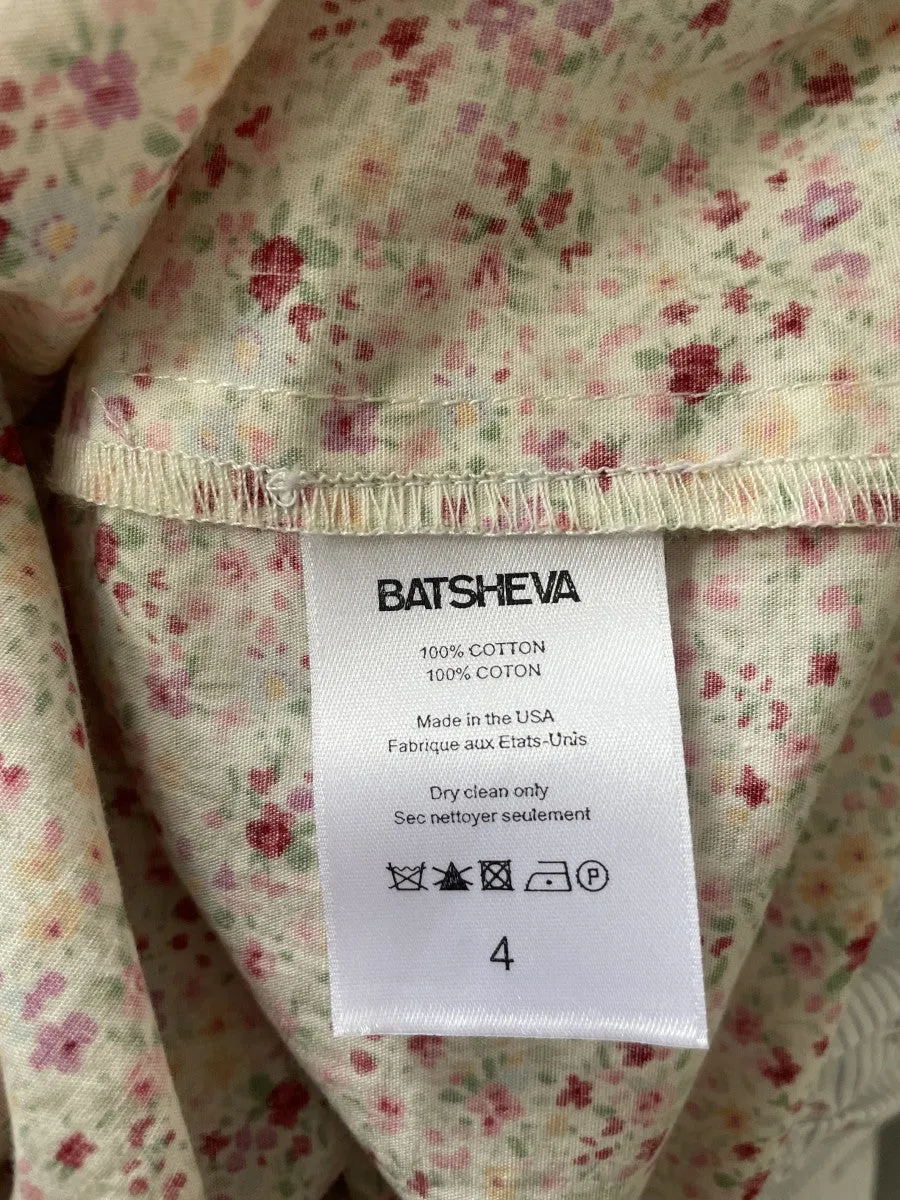 BATSHEVA
100% COTTON
100% COTON
Made in the USA
Fabrique aux Etats-Unis
Dry clean only
Sec nettoyer seulement
P
4